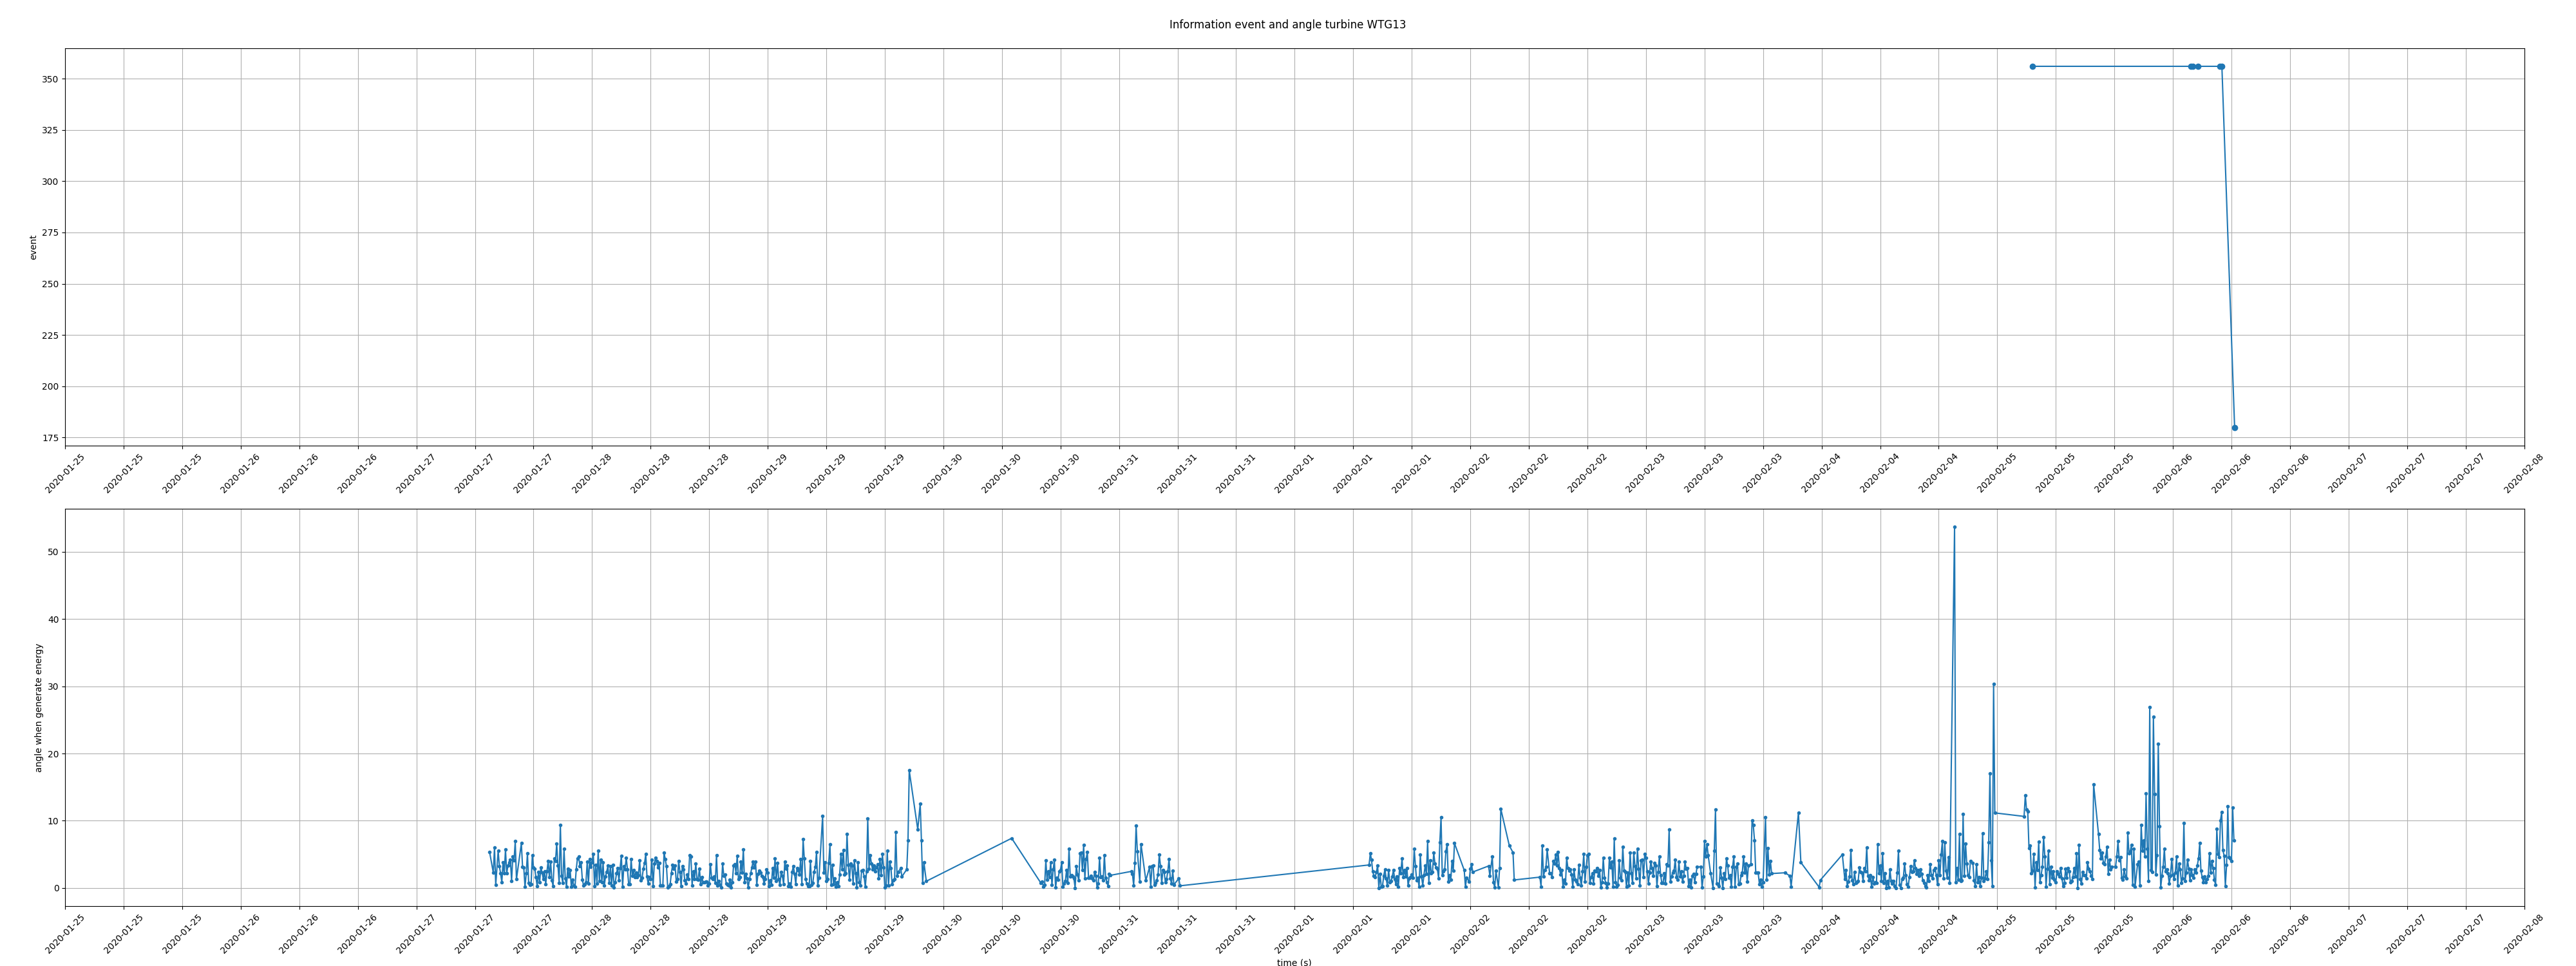 Information event and angle turbine WTG13
350
325
300
275
250
225
200
175
event
2020-01-25 2020-01-25 2020-01-25 2020-01-26 2020-01-26 2020-01-26 2020-01-27 2020-01-27 2020-01-27 2020-01-28 2020-01-28 2020-01-28 2020-01-29 2020-01-29 2020-01-29 2020-01-30 2020-01-30 2020-01-30 2020-01-31 2020-01-31 2020-01-31 2020-02-01 2020-02-01 2020-02-01 2020-02-02 2020-02-02 2020-02-02 2020-02-03 2020-02-03 2020-02-03 2020-02-04 2020-02-04 2020-02-04 2020-02-05 2020-02-05 2020-02-05 2020-02-06 2020-02-06 2020-02-06 2020-02-07 2020-02-07 2020-02-07 2020-02-08
50
40
30
20
10
0
angle when generate energy
2020-01-25 2020-01-25 2020-01-25 2020-01-26 2020-01-26 2020-01-26 2020-01-27 2020-01-27 2020-01-27 2020-01-28 2020-01-28 2020-01-28 2020-01-29 2020-01-29 2020-01-29 2020-01-30 2020-01-30 2020-01-30 2020-01-31 2020-01-31 2020-01-31 2020-02-01 2020-02-01 2020-02-01 2020-02-02 2020-02-02 2020-02-02 2020-02-03 2020-02-03 2020-02-03 2020-02-04 2020-02-04 2020-02-04 2020-02-05 2020-02-05 2020-02-05 2020-02-06 2020-02-06 2020-02-06 2020-02-07 2020-02-07 2020-02-07 2020-02-08
time (s)